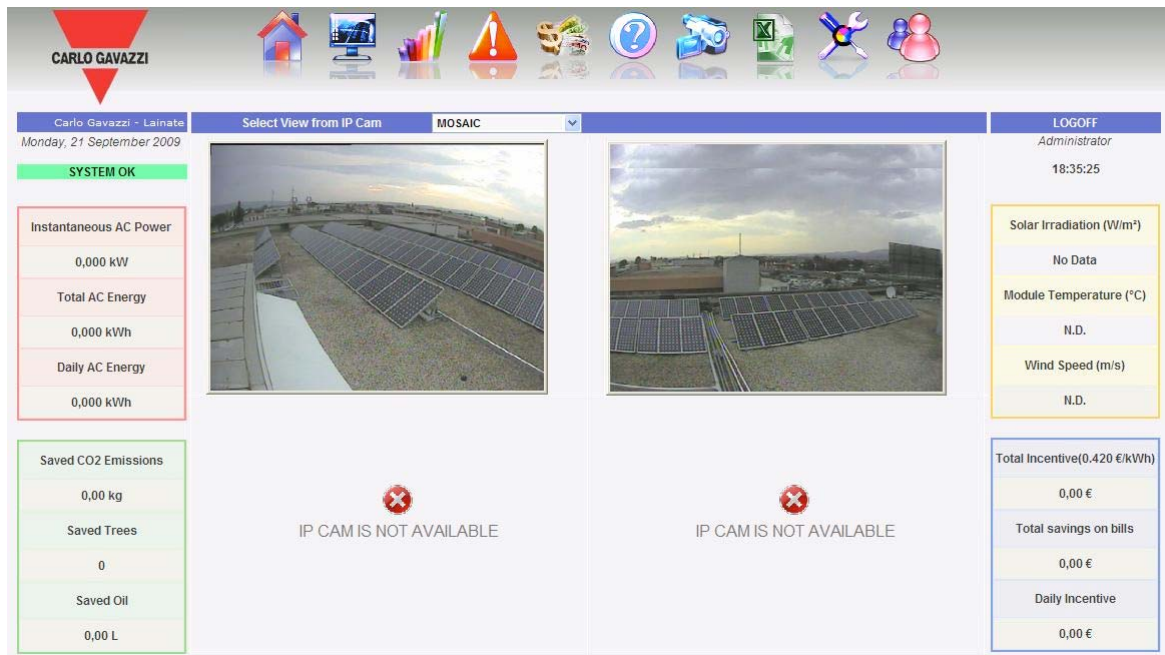 CARLO GAVAZZI
Carlo Gavazzi - Lainate
Select View from IP Cam
MOSAIC
LOGOFF
Monday, 21 September 2009
Administrator
SYSTEM OK
18:35:25
Instantaneous AC Power
0,000 kW
Total AC Energy
0,000 kWh
Daily AC Energy
0,000 kWh
Solar Irradiation (W/m²)
No Data
Module Temperature (°C)
N.D.
Wind Speed (m/s)
N.D.
Saved CO2 Emissions
0,00 kg
Saved Trees
0
Saved Oil
0,00 L
IP CAM IS NOT AVAILABLE
IP CAM IS NOT AVAILABLE
Total Incentive(0.420 €/kWh)
0,00 €
Total savings on bills
0,00 €
Daily Incentive
0,00 €